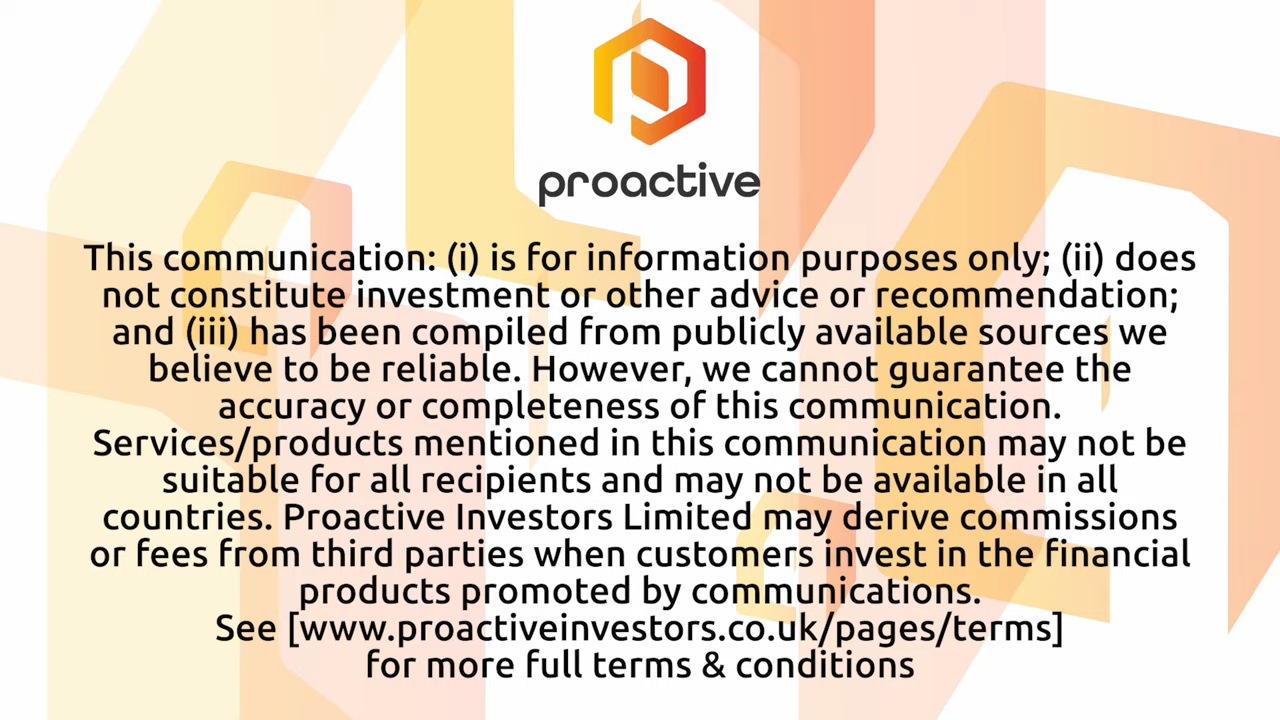 proactive
This communication: (i) is for information purposes only; (ii) does
not constitute investment or other advice or recommendation;
and (iii) has been compiled from publicly available sources we
believe to be reliable. However, we cannot guarantee the
accuracy or completeness of this communication.
Services/products mentioned in this communication may not be
suitable for all recipients and may not be available in all
countries. Proactive Investors Limited may derive commissions
or fees from third parties when customers invest in the financial
products promoted by communications.
See [www.proactiveinvestors.co.uk/pages/terms]
for more full terms & conditions